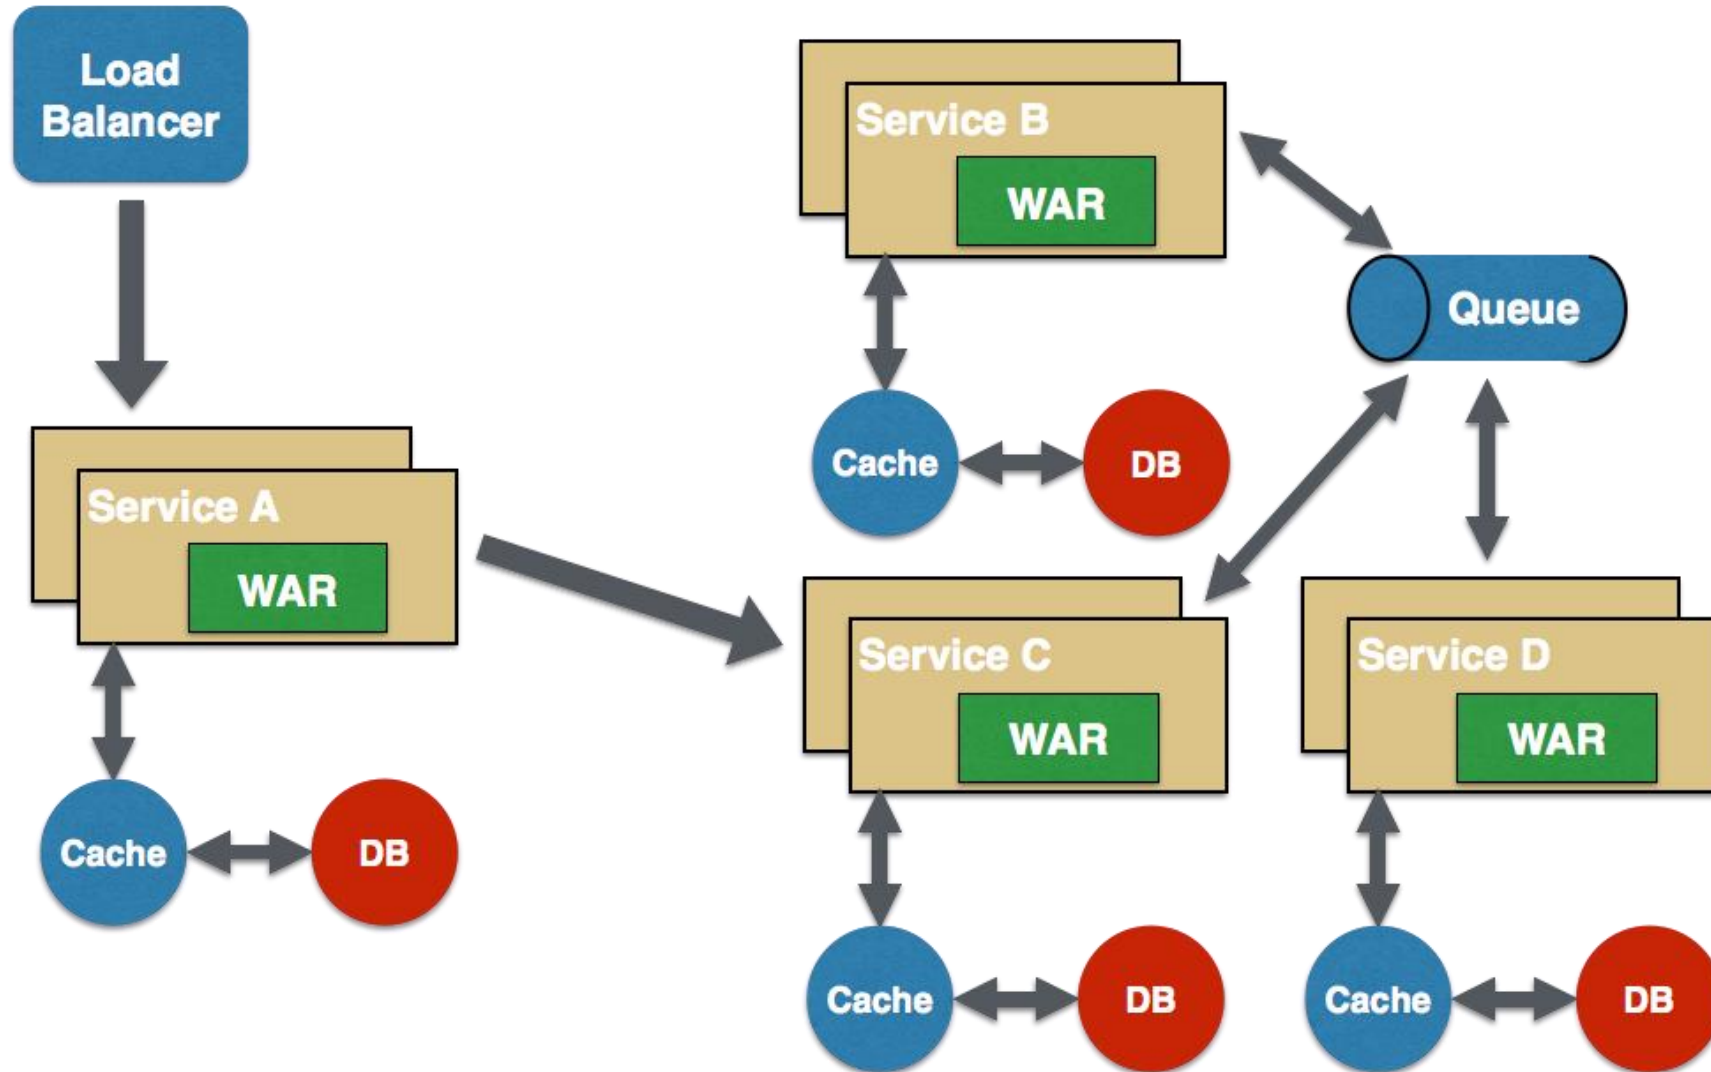 Load
Balancer
Service B
WAR
Queue
Cache
DB
Service A
WAR
Service C
WAR
Service D
WAR
Cache
DB
Cache
DB
Cache
DB